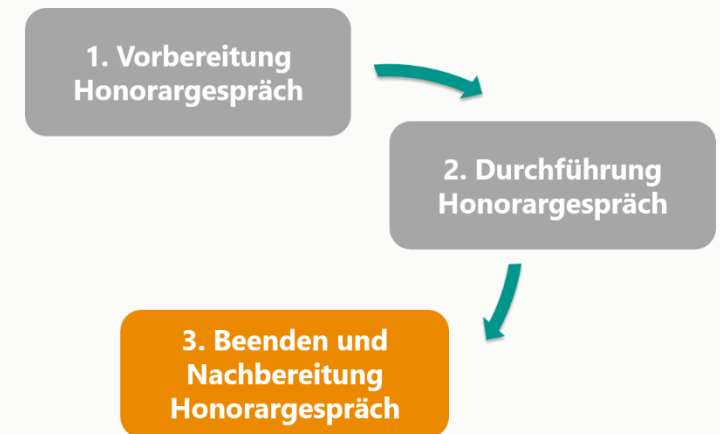 1. Vorbereitung
Honorargespräch
2. Durchführung
Honorargespräch
3. Beenden und
Nachbereitung
Honorargespräch